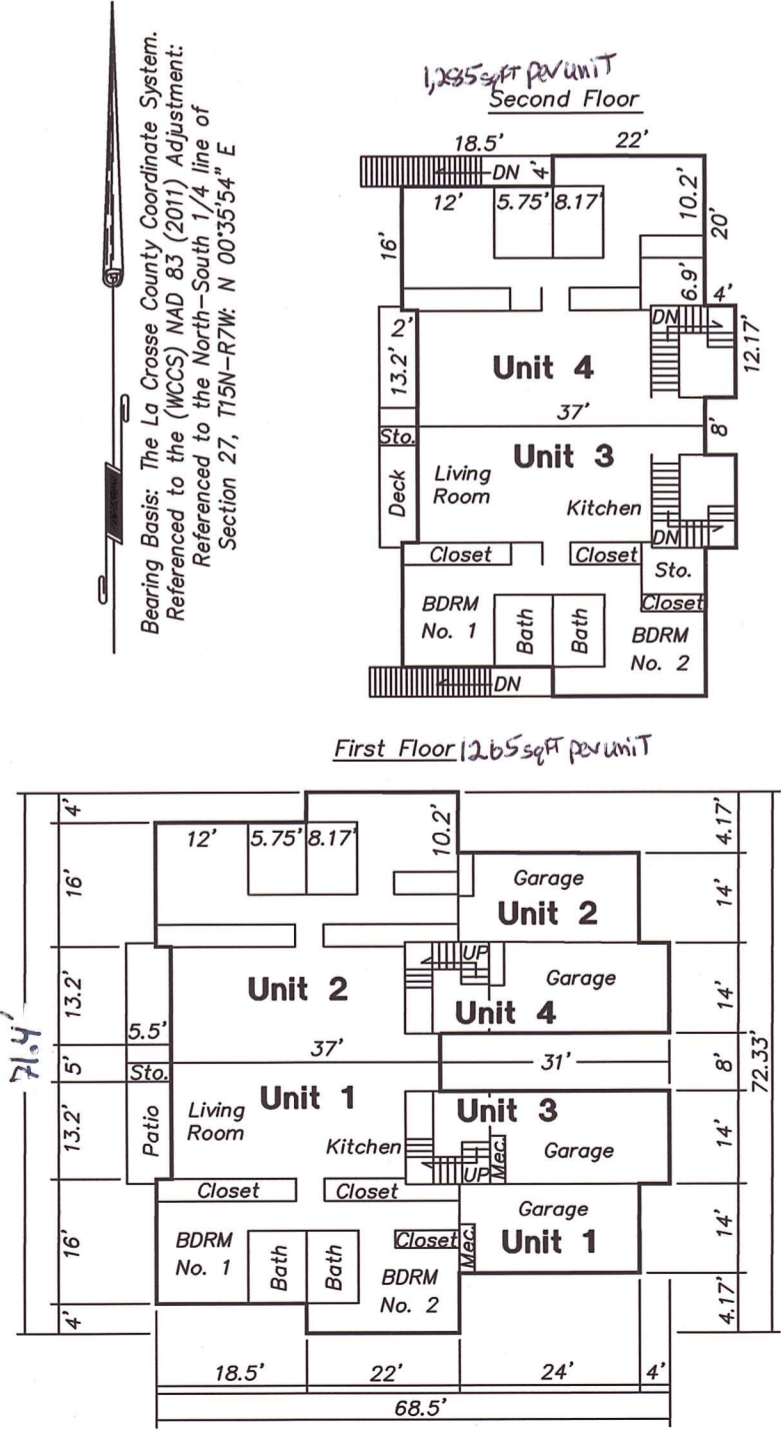 Bearing Basis: The La Crosse County Coordinate System.
Referenced to the (WCCS) NAD 83 (2011) Adjustment:
Referenced to the North-South 1/4 line of
Section 27, T15N-R7W: N 00°35'54" E
1,285 sqFT per uniT
Second Floor
18.5'
22'
DN
4'
12'
5.75'
8.17'
10.2'
20'
16'
6.9'
4'
DN
2'
13.2'
Unit 4
12.17'
37'
8'
Sto.
Unit 3
Deck
Living
Room
Kitchen
DN
Closet
Closet
Sto.
BDRM
No. 1
Bath
Bath
Closet
BDRM
No. 2
DN
First Floor 1265 sqFT per uniT
4'
12'
5.75'
8.17'
10.2'
4.17'
16'
Garage
Unit 2
14'
13.2'
Unit 2
UP
Garage
Unit 4
14'
71.4'
5.5'
5'
37'
31'
8'
72.33'
Sto.
Unit 1
Unit 3
13.2'
Patio
Living
Room
Kitchen
Mec.
Garage
14'
UP
Closet
Closet
Garage
16'
BDRM
No. 1
Bath
Bath
Closet
Mec.
Unit 1
14'
BDRM
No. 2
4'
4.17'
18.5'
22'
24'
4'
68.5'